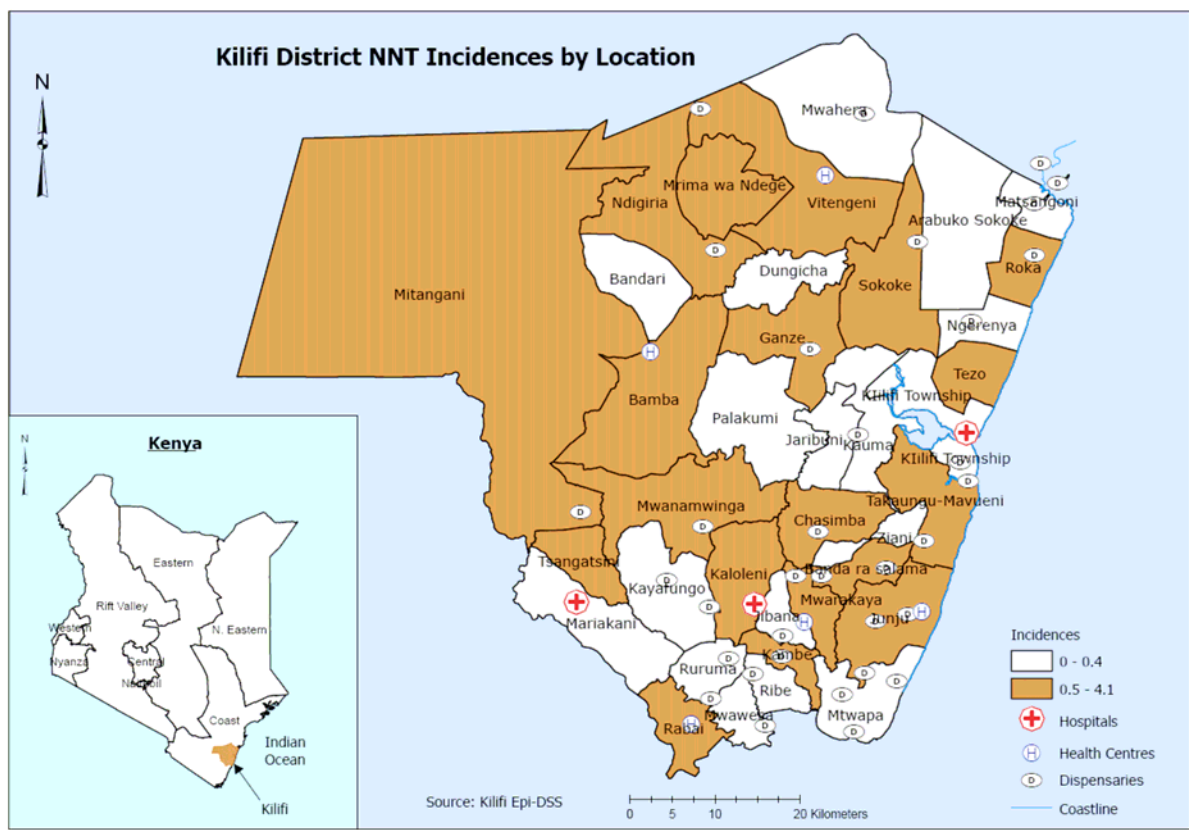 Kilifi District NNT Incidences by Location
N
Mwahera
D
D
D
D
H
Mrima wa Ndege
Matsangoni
D
Ndigiria
Vitengeni
Arabuko Sokoke
D
D
Dungicha
D
Roka
Bandari
Sokoke
Mitangani
Ngerenya
D
Ganze
D
H
Tezo
Bamba
KIilifi Township
Palakumi
Jaribuni
D
Kauma
KIilifi Township
D
D
Takaungu-Mavueni
Mwanamwinga
D
D
Chasimba
D
Ziani
D
Tsangatsini
Kaloleni
Banda ra salama
D
D
D
Kayafungo
D
D
Mwarakaya
Jibana
Junju
D
D
H
H
Mariakani
D
Kambe
D
Ruruma
D
D
Ribe
D
D
D
Mtwapa
D
D
Mwawesa
D
Rabai
H
Kenya
N
Eastern
Rift Valley
Western
N. Eastern
Nyanza
Central
Nairobi
Coast
Indian
Ocean
Kilifi
Incidences
0 - 0.4
0.5 - 4.1
Hospitals
H Health Centres
D Dispensaries
Coastline
Source: Kilifi Epi-DSS
0 5 10 20 Kilometers